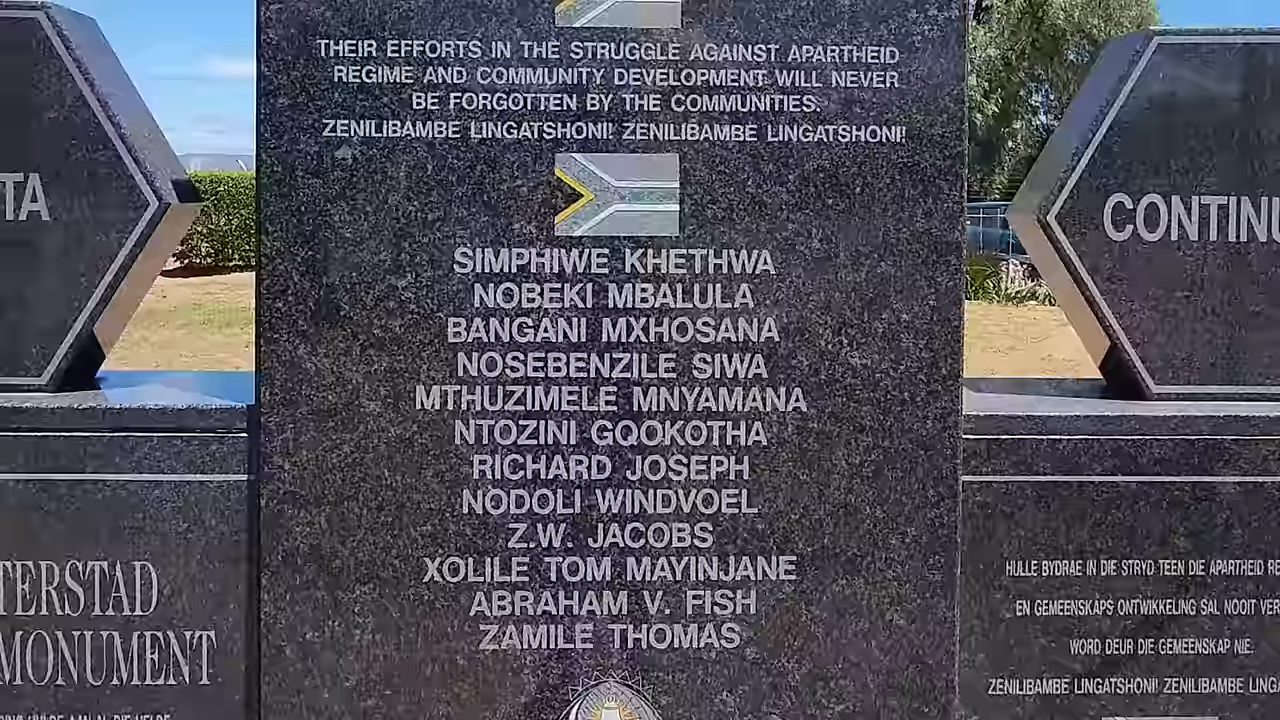 TA
TERSTAD
MONUMENT
THEIR EFFORTS IN THE STRUGGLE AGAINST APARTHEID
REGIME AND COMMUNITY DEVELOPMENT WILL NEVER
BE FORGOTTEN BY THE COMMUNITIES.
ZENILIBAMBE LINGATSHONI! ZENILIBAMBE LINGATSHONI!
SIMPHIWE KHETHWA
NOBEKI MBALULA
BANGANI MXHOSANA
NOSEBENZILE SIWA
MTHUZIMELE MNYAMANA
NTOZINI GQOKOTHA
RICHARD JOSEPH
NODOLI WINDVOEL
Z.W. JACOBS
XOLILE TOM MAYINJANE
ABRAHAM V. FISH
ZAMILE THOMAS
CONTINU
HULLE BYDRAE IN DIE STRYD TEEN DIE APARTHEID RE
EN GEMEENSKAPS ONTWIKKELING SAL NOOIT VER
WORD DEUR DIE GEMEENSKAP NIE.
ZENILIBAMBE LINGATSHONI! ZENILIBAMBE LINGA